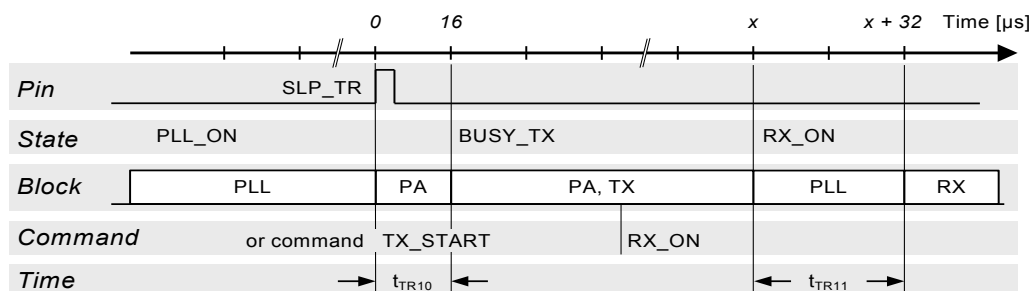 0 16 x x + 32 Time [µs]
Pin SLP_TR
State PLL_ON BUSY_TX RX_ON
Block PLL PA PA, TX PLL RX
Command or command TX_START RX_ON
Time tTR10 tTR11